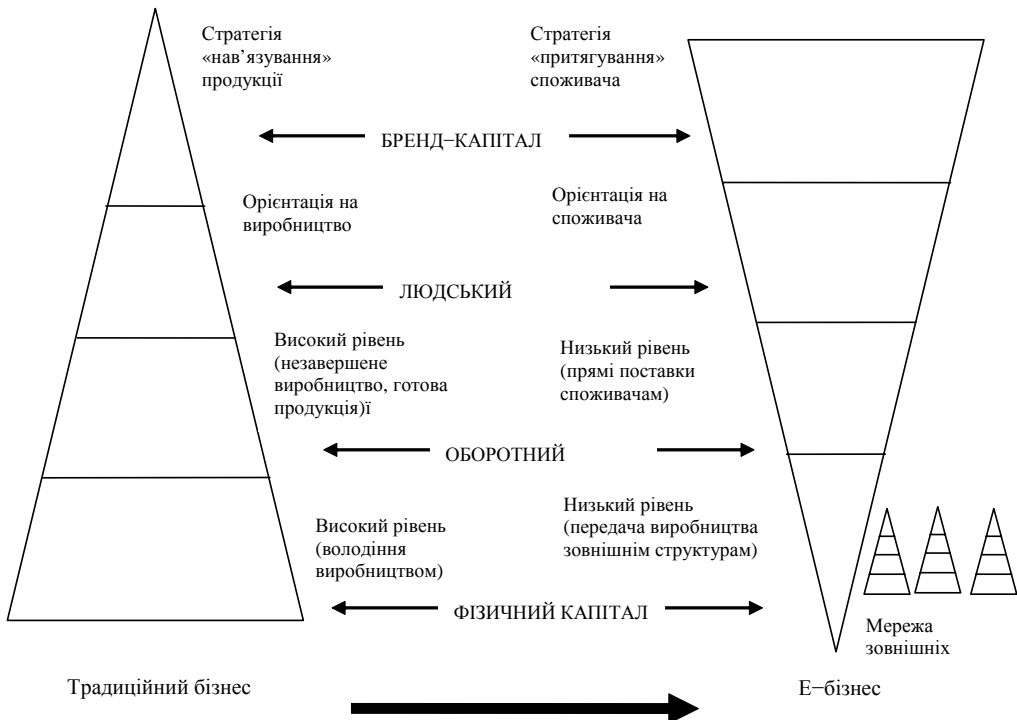 Стратегія
«нав’язування»
продукції
Стратегія
«притягування»
споживача
БРЕНД−КАПІТАЛ
Орієнтація на
виробництво
Орієнтація на
споживача
ЛЮДСЬКИЙ
Високий рівень
(незавершене
виробництво, готова
продукція)ї
Низький рівень
(прямі поставки
споживачам)
ОБОРОТНИЙ
Високий рівень
(володіння
виробництвом)
Низький рівень
(передача виробництва
зовнішнім структурам)
ФІЗИЧНИЙ КАПІТАЛ
Мережа
зовнішніх
Традиційний бізнес
Е−бізнес